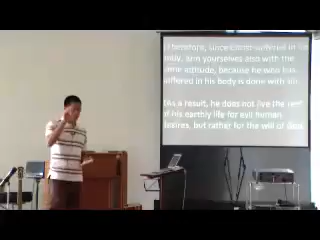 therefore, since Christ suffered in his
body, arm yourselves also with the
same attitude, because he who has
suffered in his body is done with sin.
As a result, he does not live the rest
of his earthly life for evil human
desires, but rather for the will of God.